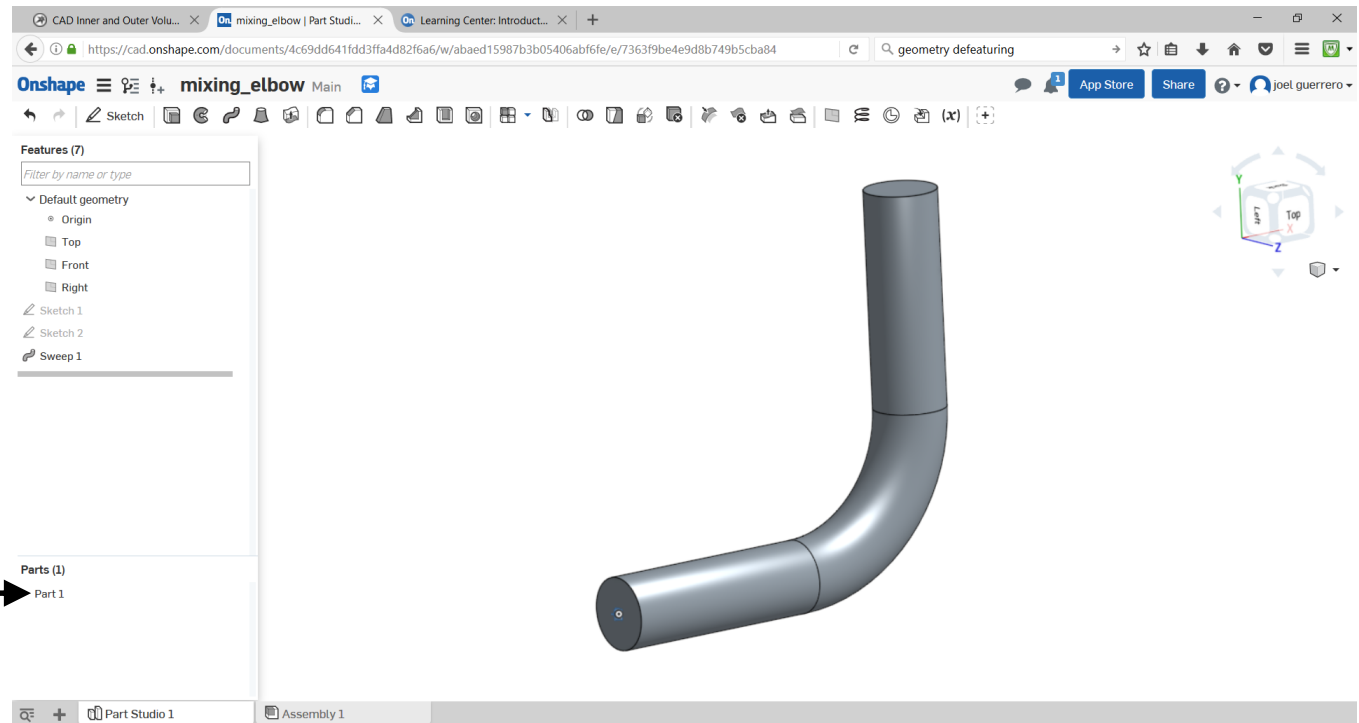 CAD Inner and Outer Volu...
On. mixing_elbow | Part Studi...
On. Learning Center: Introduct...
https://cad.onshape.com/documents/4c69dd641fdd3ffa4d82f6a6/w/abaed15987b3b05406abf6fe/e/7363f9be4e9d8b749b5cba84
geometry defeaturing
Onshape mixing_elbow Main
1
App Store
Share
joel guerrero
Sketch
(x)
Features (7)
Filter by name or type
Default geometry
Origin
Top
Front
Right
Sketch 1
Sketch 2
Sweep 1
Y
Left
Top
X
Z
Parts (1)
Part 1
Part Studio 1
Assembly 1